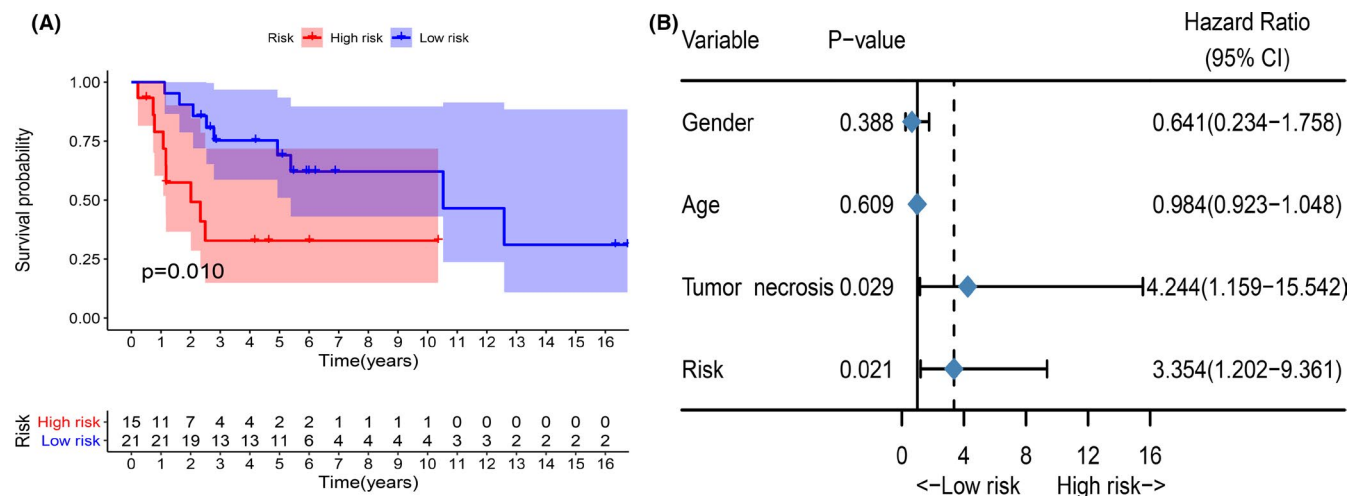 (A)
Risk High risk Low risk
Survival probability
1.00
0.75
0.50
0.25
0.00
p=0.010
0 1 2 3 4 5 6 7 8 9 10 11 12 13 14 15 16
Time(years)
Risk
High risk 15 11 7 4 4 2 2 1 1 1 1 0 0 0 0 0 0
Low risk 21 21 19 13 13 11 6 4 4 4 4 3 3 2 2 2 2
0 1 2 3 4 5 6 7 8 9 10 11 12 13 14 15 16
Time(years)
(B)
Variable P-value Hazard Ratio
(95% CI)
Gender 0.388 0.641(0.234-1.758)
Age 0.609 0.984(0.923-1.048)
Tumor necrosis 0.029 4.244(1.159-15.542)
Risk 0.021 3.354(1.202-9.361)
0 4 8 12 16
<-Low risk High risk->